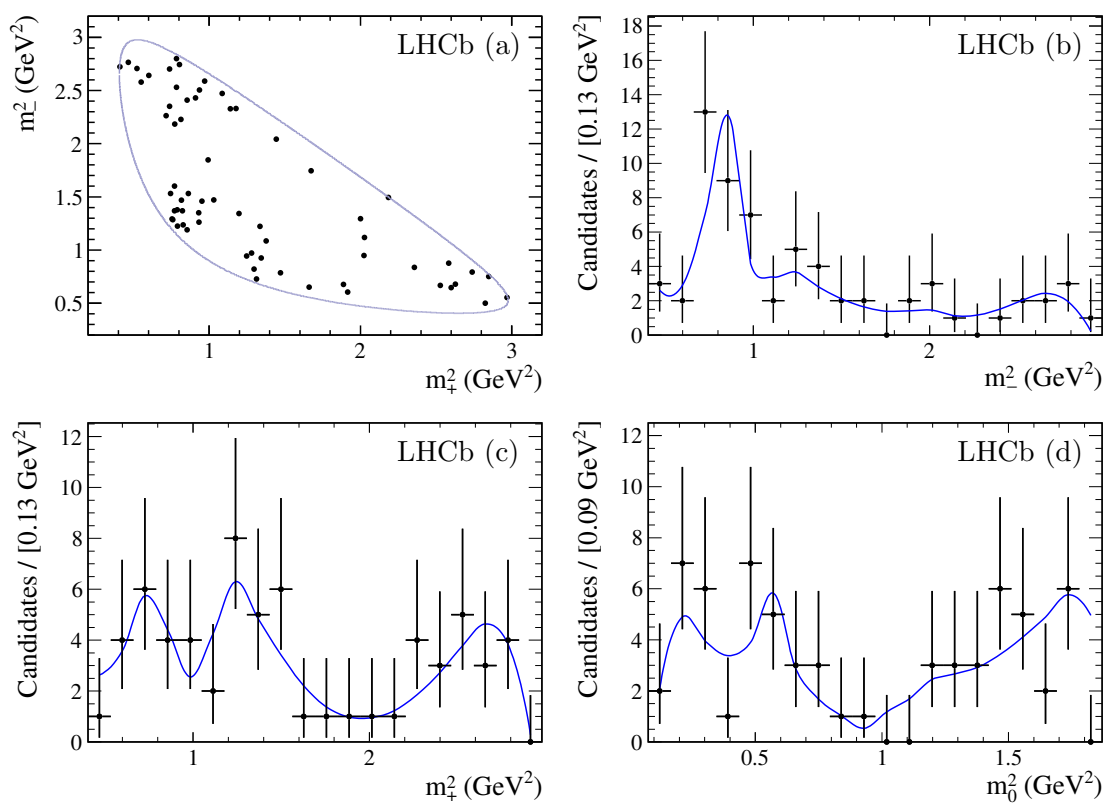 LHCb (a)
m²₋ (GeV²)
3
2.5
2
1.5
1
0.5
1 2 3
m²₊ (GeV²)
LHCb (b)
Candidates / [0.13 GeV²]
18
16
14
12
10
8
6
4
2
0
1 2
m²₋ (GeV²)
LHCb (c)
Candidates / [0.13 GeV²]
12
10
8
6
4
2
0
1 2
m²₊ (GeV²)
LHCb (d)
Candidates / [0.09 GeV²]
12
10
8
6
4
2
0
0.5 1 1.5
m²₀ (GeV²)